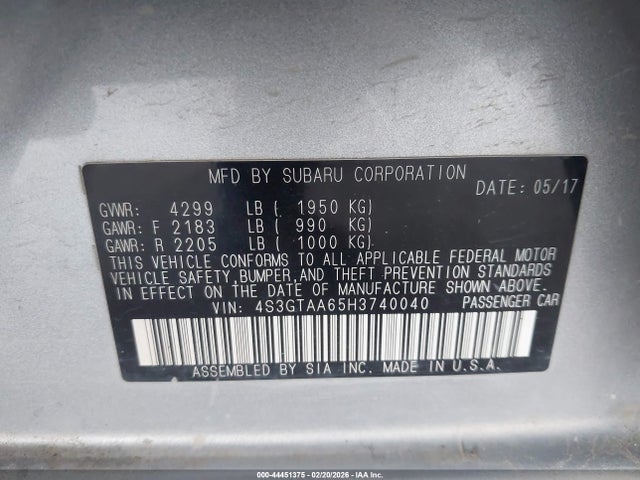 MFD BY SUBARU CORPORATION
DATE: 05/17
GVWR: 4299 LB ( 1950 KG)
GAWR: F 2183 LB ( 990 KG)
GAWR: R 2205 LB ( 1000 KG)
THIS VEHICLE CONFORMS TO ALL APPLICABLE FEDERAL MOTOR
VEHICLE SAFETY, BUMPER, AND THEFT PREVENTION STANDARDS
IN EFFECT ON THE DATE OF MANUFACTURE SHOWN ABOVE.
VIN: 4S3GTAA65H3740040 PASSENGER CAR
ASSEMBLED BY SIA INC. MADE IN U.S.A.
000-44451375 - 02/20/2026 - IAA Inc.